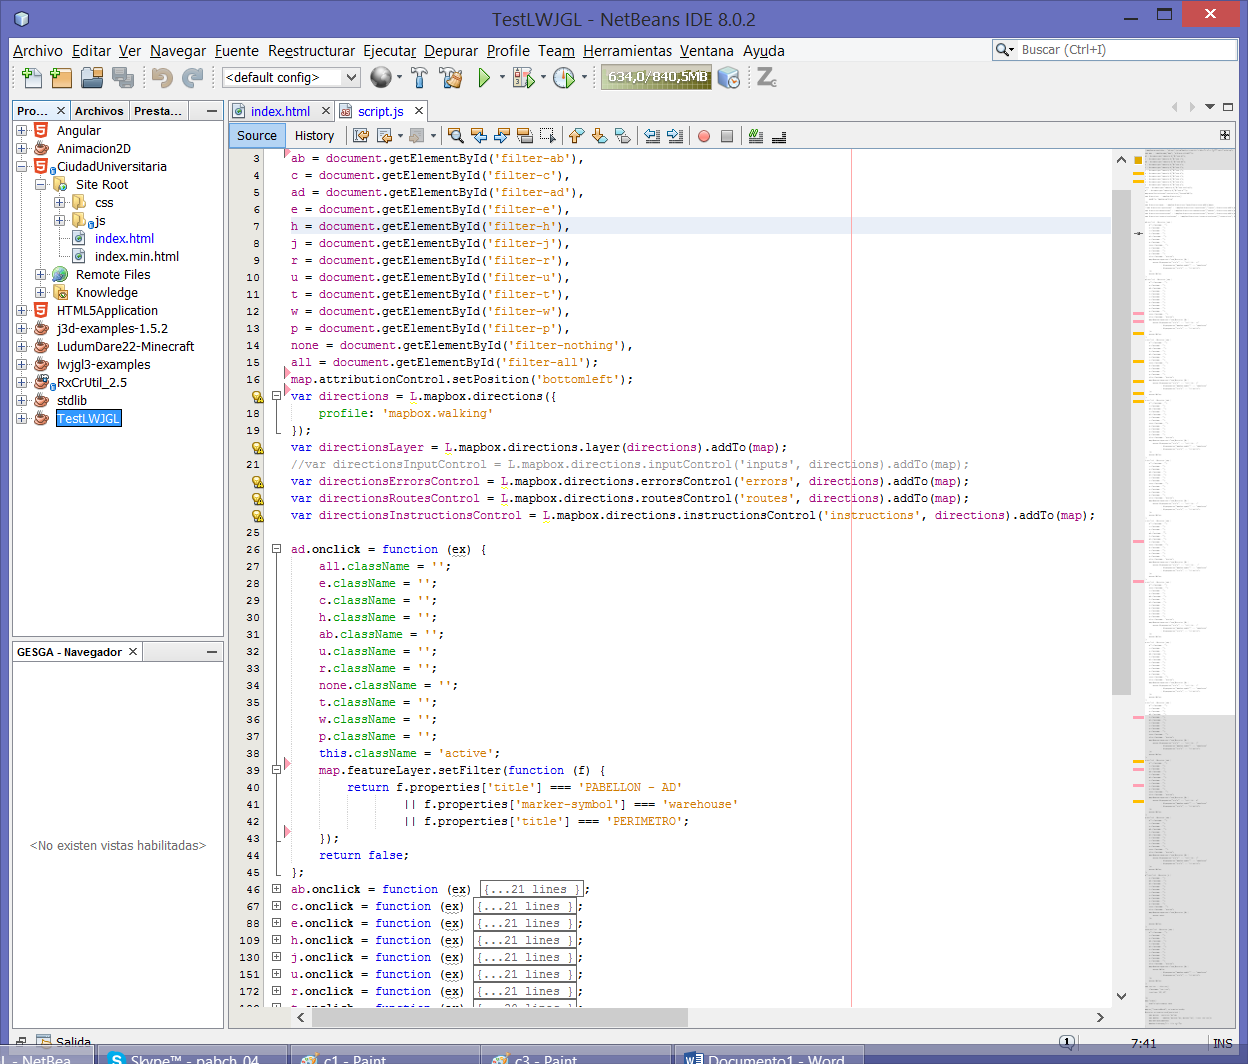 TestLWJGL - NetBeans IDE 8.0.2
Archivo Editar Ver Navegar Fuente Reestructurar Ejecutar Depurar Profile Team Herramientas Ventana Ayuda
Buscar (Ctrl+I)
<default config>
634,0/840,5MB
Pro... Archivos Presta...
Angular
Animacion2D
CiudadUniversitaria
Site Root
css
js
index.html
index.min.html
Remote Files
Knowledge
HTML5Application
j3d-examples-1.5.2
LudumDare22-Minecraft
lwjgl3-examples
RxCrUtil_2.5
stdlib
TestLWJGL
GESGA - Navegador
<No existen vistas habilitadas>
index.html script.js
Source History
3 ab = document.getElementById('filter-ab'),
4 c = document.getElementById('filter-c'),
5 ad = document.getElementById('filter-ad'),
6 e = document.getElementById('filter-e'),
7 h = document.getElementById('filter-h'),
8 j = document.getElementById('filter-j'),
9 r = document.getElementById('filter-r'),
10 u = document.getElementById('filter-u'),
11 t = document.getElementById('filter-t'),
12 w = document.getElementById('filter-w'),
13 p = document.getElementById('filter-p'),
14 none = document.getElementById('filter-nothing'),
15 all = document.getElementById('filter-all');
16 map.attributionControl.setPosition('bottomleft');
var directions = L.mapbox.directions({
18 profile: 'mapbox.walking'
19 });
var directionsLayer = L.mapbox.directions.layer(directions).addTo(map);
21 //var directionsInputControl = L.mapbox.directions.inputControl('inputs', directions).addTo(map);
var directionsErrorsControl = L.mapbox.directions.errorsControl('errors', directions).addTo(map);
var directionsRoutesControl = L.mapbox.directions.routesControl('routes', directions).addTo(map);
var directionsInstructionsControl = L.mapbox.directions.instructionsControl('instructions', directions).addTo(map);
25
26 ad.onclick = function (ex) {
27 all.className = '';
28 e.className = '';
29 c.className = '';
30 h.className = '';
31 ab.className = '';
32 u.className = '';
33 r.className = '';
34 none.className = '';
35 t.className = '';
36 w.className = '';
37 p.className = '';
38 this.className = 'active';
39 map.featureLayer.setFilter(function (f) {
40 return f.properties['title'] === 'PABELLON - AD'
41 || f.properties['marker-symbol'] === 'warehouse'
42 || f.properties['title'] === 'PERIMETRO';
43 });
44 return false;
45 };
46 ab.onclick = function (ex) {...21 lines };
67 c.onclick = function (ex) {...21 lines };
88 e.onclick = function (ex) {...21 lines };
109 h.onclick = function (ex) {...21 lines };
130 j.onclick = function (ex) {...21 lines };
151 u.onclick = function (ex) {...21 lines };
172 r.onclick = function (ex) {...21 lines };
Salida
1 7:41 INS
- NetBea... Skype™ - pabch_04... c1 - Paint c3 - Paint Documento1 - Word